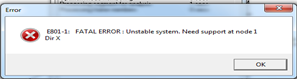 Error
E801-1: FATAL ERROR : Unstable system. Need support at node 1
Dir X
OK